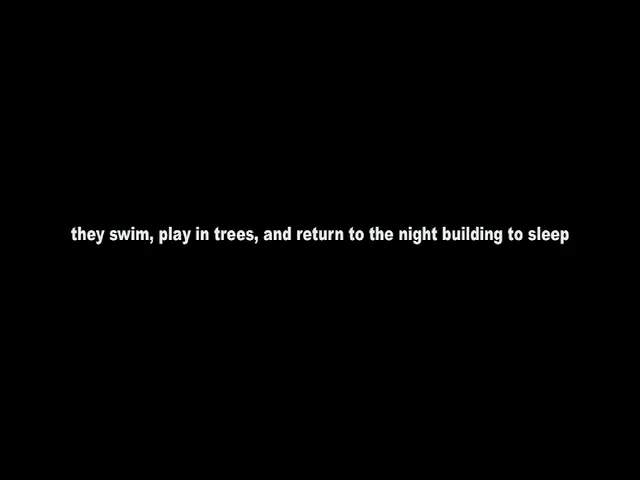 they swim, play in trees, and return to the night building to sleep